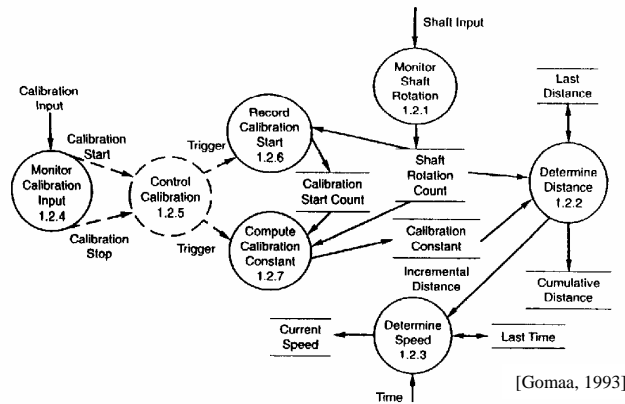 Shaft Input
Monitor
Shaft
Rotation
1.2.1
Last
Distance
Calibration
Input
Calibration
Start
Trigger
Record
Calibration
Start
1.2.6
Monitor
Calibration
Input
1.2.4
Control
Calibration
1.2.5
Calibration
Start Count
Shaft
Rotation
Count
Determine
Distance
1.2.2
Calibration
Stop
Trigger
Compute
Calibration
Constant
1.2.7
Calibration
Constant
Incremental
Distance
Cumulative
Distance
Current
Speed
Determine
Speed
1.2.3
Last Time
Time
[Gomaa, 1993]